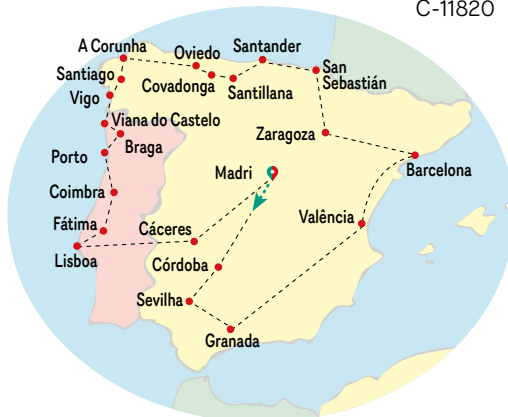 C-11820
A Corunha
Oviedo
Santander
Santiago
Covadonga
Santillana
San
Sebastián
Vigo
Viana do Castelo
Braga
Zaragoza
Porto
Madri
Barcelona
Coimbra
Valência
Fátima
Cáceres
Lisboa
Córdoba
Sevilha
Granada